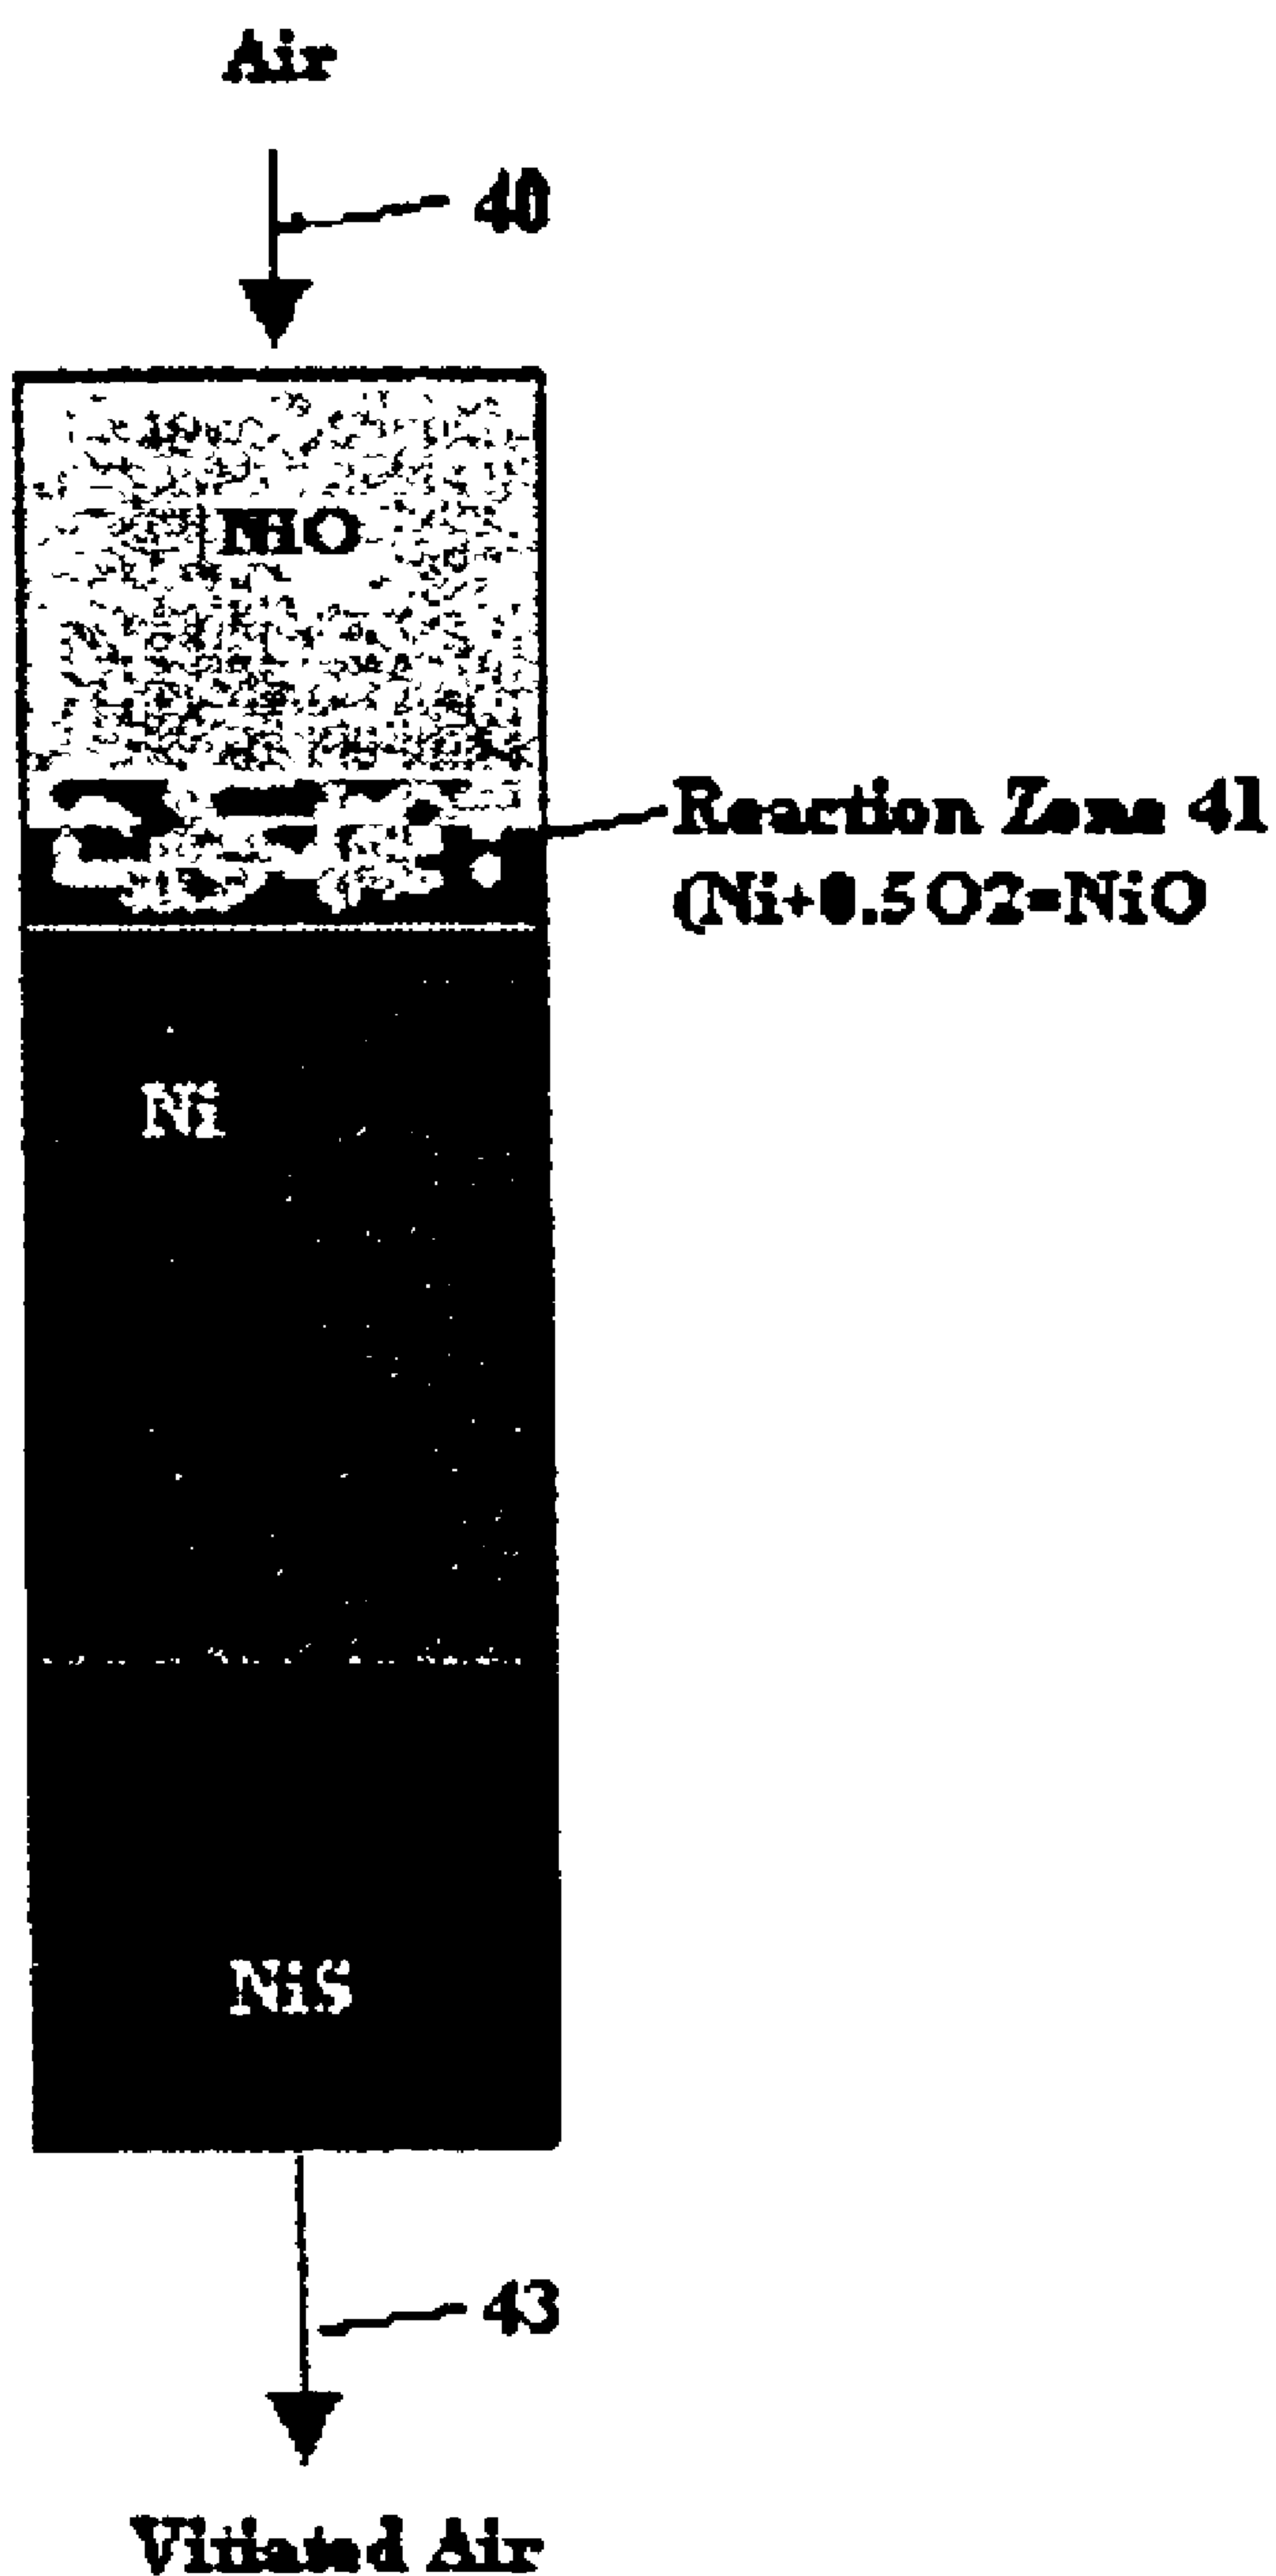 Air
40
NiO
Reaction Zone 41
(Ni+0.5O2=NiO
Ni
NiS
43
Vitiated Air